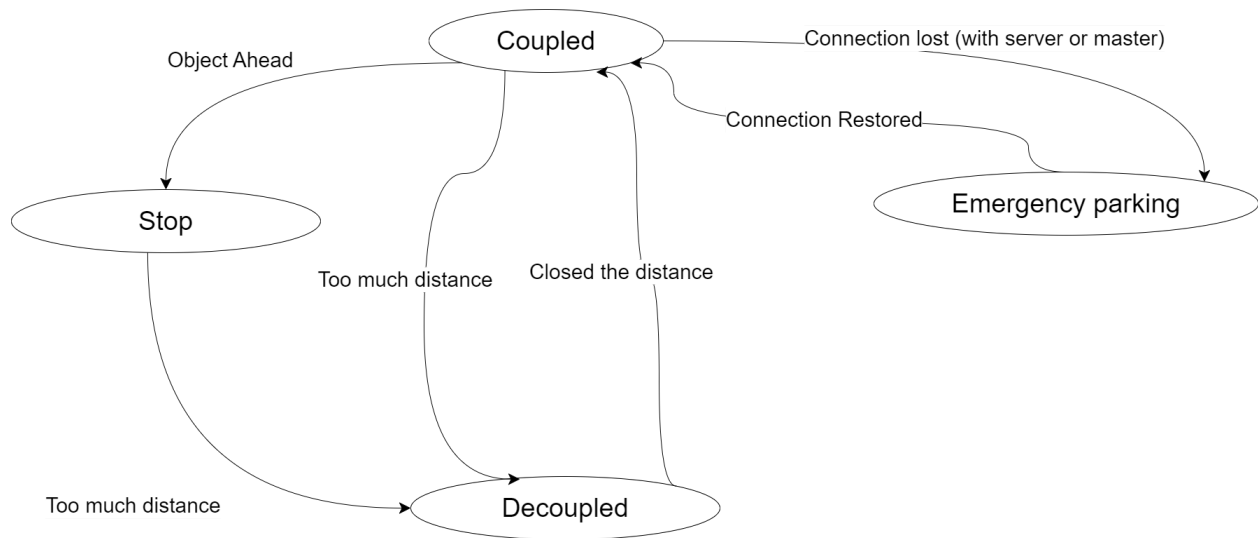 Coupled
Connection lost (with server or master)
Object Ahead
Connection Restored
Emergency parking
Stop
Too much distance
Closed the distance
Too much distance
Decoupled